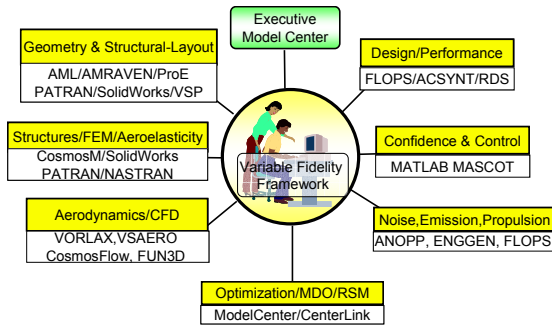 Executive
Model Center
Geometry & Structural-Layout
AML/AMRAVEN/ProE
PATRAN/SolidWorks/VSP
Design/Performance
FLOPS/ACSYNT/RDS
Structures/FEM/Aeroelasticity
CosmosM/SolidWorks
PATRAN/NASTRAN
Variable Fidelity
Framework
Confidence & Control
MATLAB MASCOT
Aerodynamics/CFD
VORLAX,VSAERO
CosmosFlow, FUN3D
Noise,Emission,Propulsion
ANOPP, ENGGEN, FLOPS
Optimization/MDO/RSM
ModelCenter/CenterLink